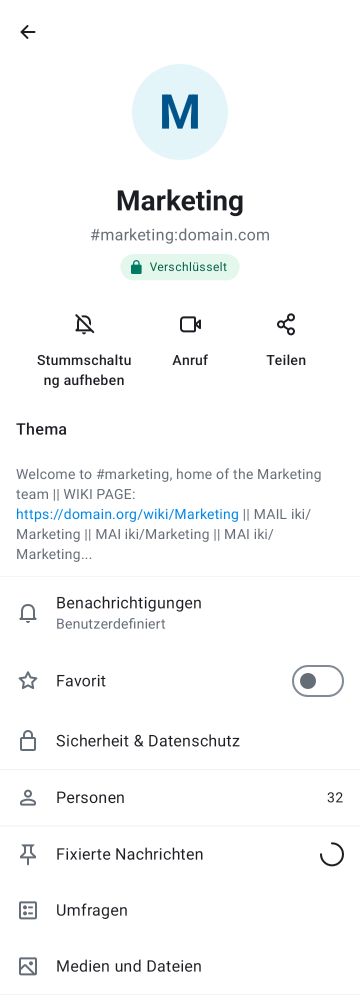 M
Marketing
#marketing:domain.com
Verschlüsselt
Stummschaltu
ng aufheben
Anruf
Teilen
Thema
Welcome to #marketing, home of the Marketing
team || WIKI PAGE:
https://domain.org/wiki/Marketing || MAIL iki/
Marketing || MAI iki/Marketing || MAI iki/
Marketing...
Benachrichtigungen
Benutzerdefiniert
Favorit
Sicherheit & Datenschutz
Personen 32
Fixierte Nachrichten
Umfragen
Medien und Dateien